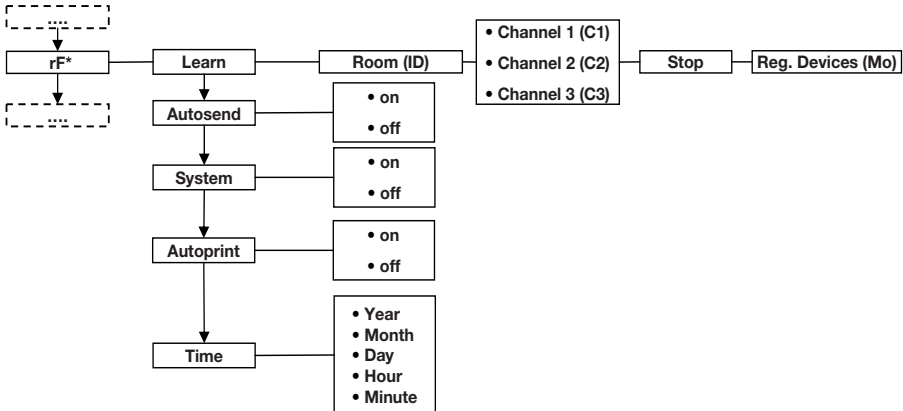 ....
rF*
....
Learn
Room (ID)
• Channel 1 (C1)
• Channel 2 (C2)
• Channel 3 (C3)
Stop
Reg. Devices (Mo)
Autosend
• on
• off
System
• on
• off
Autoprint
• on
• off
Time
• Year
• Month
• Day
• Hour
• Minute